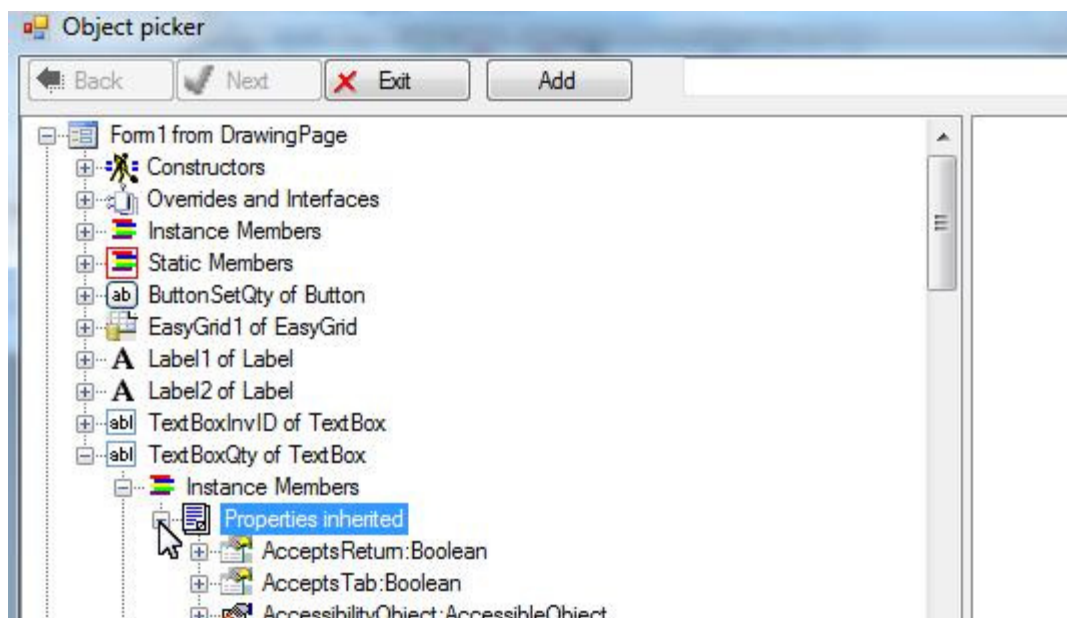 Object picker
Back Next Exit Add
Form1 from DrawingPage
Constructors
Overrides and Interfaces
Instance Members
Static Members
ButtonSetQty of Button
EasyGrid1 of EasyGrid
A Label1 of Label
A Label2 of Label
abl TextBoxInvID of TextBox
abl TextBoxQty of TextBox
Instance Members
Properties inherited
AcceptsReturn:Boolean
AcceptsTab:Boolean
AccessibilityObject:AccessibleObject